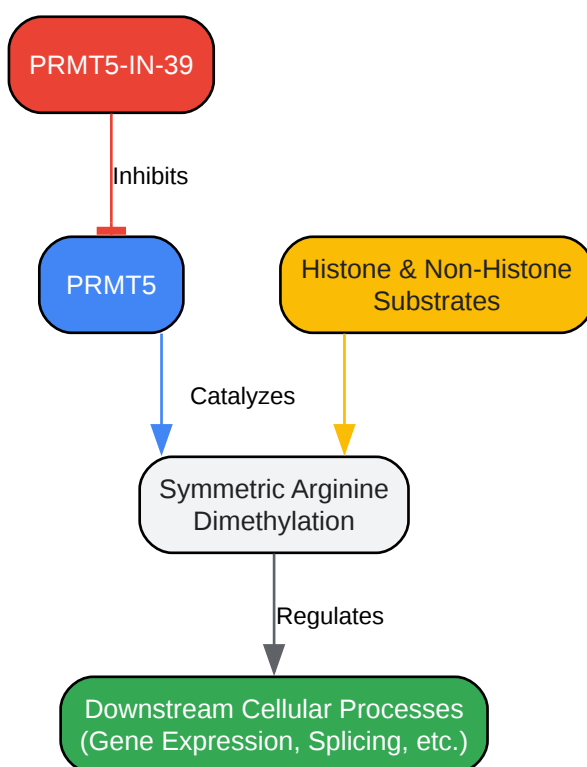 PRMT5-IN-39
Inhibits
PRMT5
Histone & Non-Histone
Substrates
Catalyzes
Symmetric Arginine
Dimethylation
Regulates
Downstream Cellular Processes
(Gene Expression, Splicing, etc.)